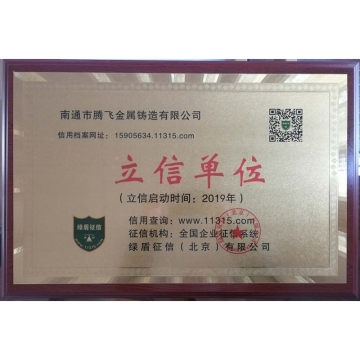 南通市腾飞金属铸造有限公司
信用档案网址：15905634.11315.com
立信单位
（立信启动时间：2019年）
信用查询：www.11315.com
征信机构：全国企业征信系统
绿盾征信（北京）有限公司
绿盾征信